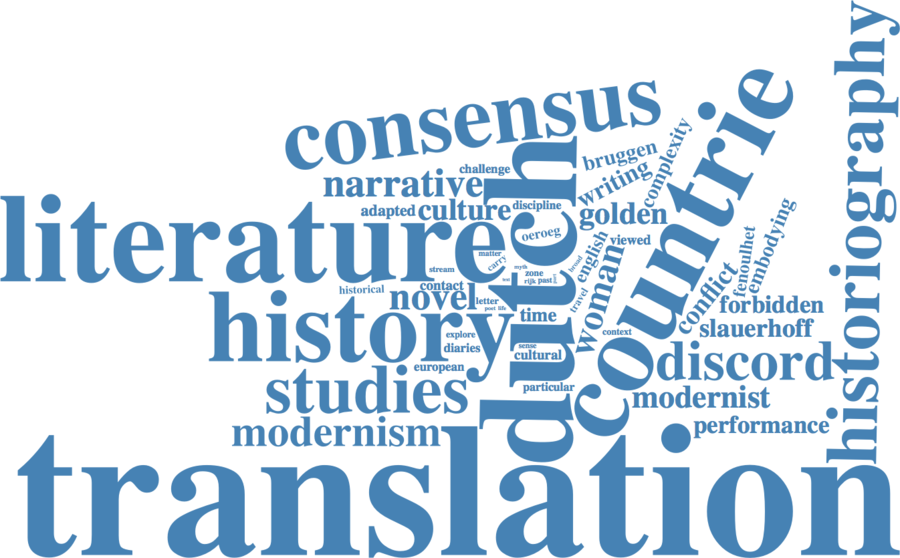 consensus
countrie
historiography
challenge
bruggen
complexity
narrative
writing
dutch
adapted
culture
discipline
golden
embodying
literature
oeroeg
english
viewed
fenoulhet
matter
carry
woman
stream
myth
zone
contact
rijk
past
travel
conflict
historical
novel
letter
forbidden
history
life
time
slauerhoff
explore
context
diaries
sense
cultural
discord
european
studies
particular
modernist
modernism
performance
translation